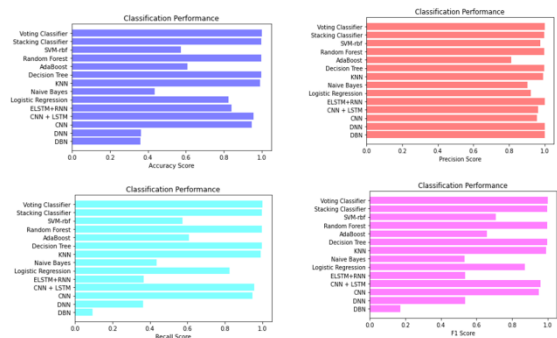 Classification Performance
Voting Classifier
Stacking Classifier
SVM-rbf
Random Forest
AdaBoost
Decision Tree
KNN
Naive Bayes
Logistic Regression
ELSTM+RNN
CNN + LSTM
CNN
DNN
DBN
0.0 0.2 0.4 0.6 0.8 1.0
Accuracy Score
Classification Performance
Voting Classifier
Stacking Classifier
SVM-rbf
Random Forest
AdaBoost
Decision Tree
KNN
Naive Bayes
Logistic Regression
ELSTM+RNN
CNN + LSTM
CNN
DNN
DBN
0.0 0.2 0.4 0.6 0.8 1.0
Precision Score
Classification Performance
Voting Classifier
Stacking Classifier
SVM-rbf
Random Forest
AdaBoost
Decision Tree
KNN
Naive Bayes
Logistic Regression
ELSTM+RNN
CNN + LSTM
CNN
DNN
DBN
0.0 0.2 0.4 0.6 0.8 1.0
Recall Score
Classification Performance
Voting Classifier
Stacking Classifier
SVM-rbf
Random Forest
AdaBoost
Decision Tree
KNN
Naive Bayes
Logistic Regression
ELSTM+RNN
CNN + LSTM
CNN
DNN
DBN
0.0 0.2 0.4 0.6 0.8 1.0
F1 Score